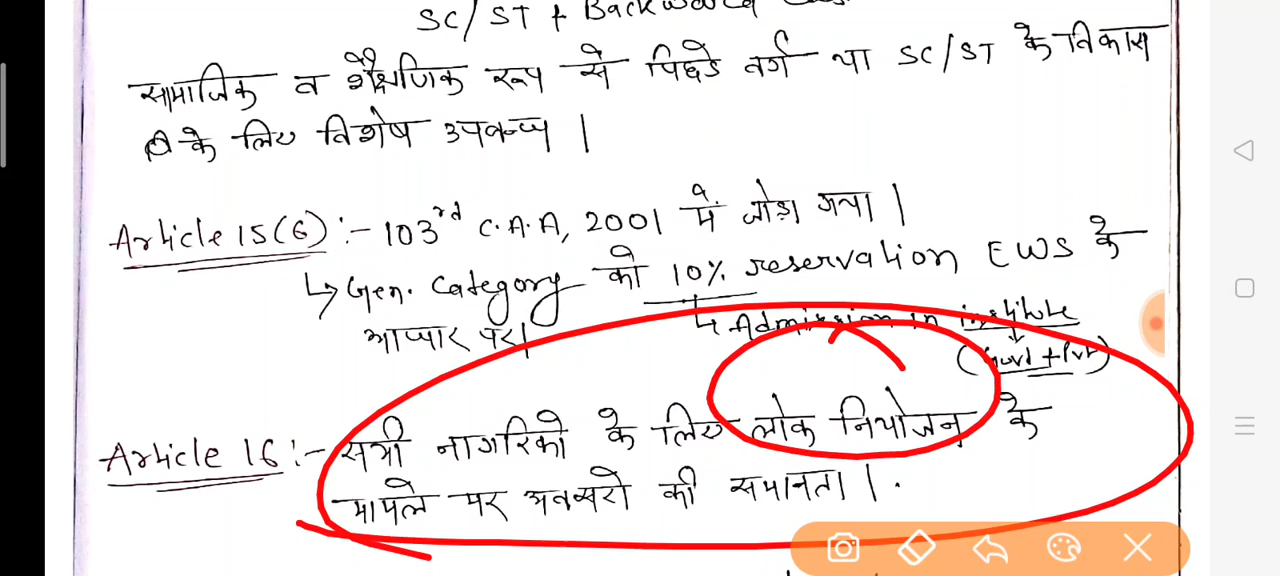 SC/ST + Backward
सामाजिक व शैक्षणिक रूप से पिछडे वर्ग या SC/ST के विकास
के लिए विशेष उपबन्ध |
Article 15(6) :- 103rd C.A.A, 2001 में जोडा गया |
↳ Gen. Category को 10% reservation EWS के
आधार पर|
↳ Admission in institute
(Govt + Pvt)
Article 16 :- सभी नागरिको के लिए लोक नियोजन के
मामले पर अवसरो की समानता |.